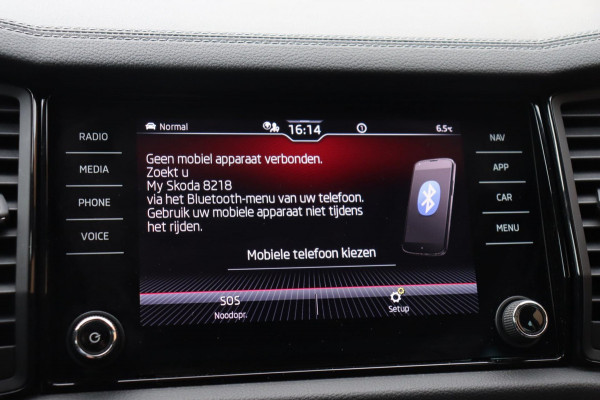 Normal 16:14 6.5°C
RADIO
MEDIA
PHONE
VOICE
Geen mobiel apparaat verbonden.
Zoekt u
My Skoda 8218
via het Bluetooth-menu van uw telefoon.
Gebruik uw mobiele apparaat niet tijdens
het rijden.
Mobiele telefoon kiezen
SOS
Noodopr.
Setup
NAV
APP
CAR
MENU